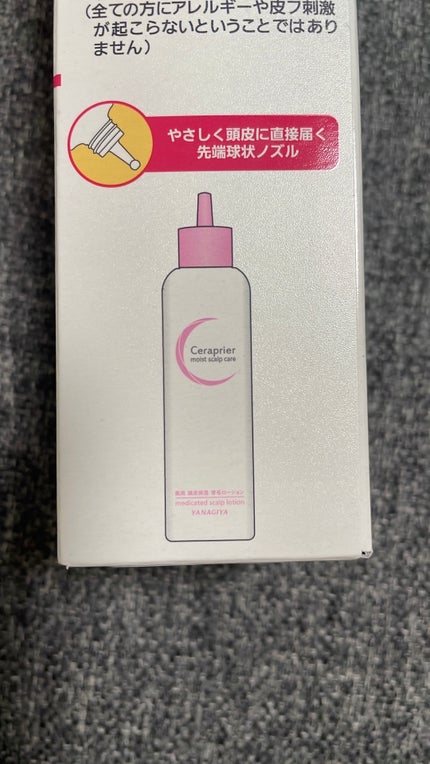 (全ての方にアレルギーや皮フ刺激
が起こらないということではあり
ません)
やさしく頭皮に直接届く
先端球状ノズル
Ceraprier
moist scalp care
薬用 頭皮保湿 育毛ローション
medicated scalp lotion
YANAGIYA